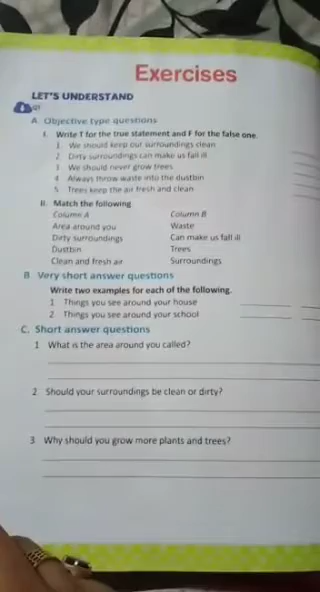 Exercises
LET'S UNDERSTAND
A. Objective type questions
I. Write T for the true statement and F for the false one.
1 We should keep our surroundings clean
2 Dirty surroundings can make us fall ill
3 We should never grow trees
4 Always throw waste into the dustbin
5 Trees keep the air fresh and clean
II. Match the following
Column A Column B
Area around you Waste
Dirty surroundings Can make us fall ill
Dustbin Trees
Clean and fresh air Surroundings
B. Very short answer questions
Write two examples for each of the following.
1 Things you see around your house
2 Things you see around your school
C. Short answer questions
1 What is the area around you called?
2 Should your surroundings be clean or dirty?
3 Why should you grow more plants and trees?